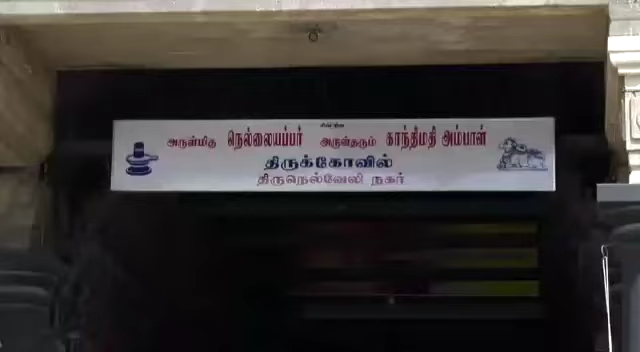 அருள்மிகு நெல்லையப்பர் அருள்தரும் காந்திமதி அம்பாள்
திருக்கோவில்
திருநெல்வேலி நகர்